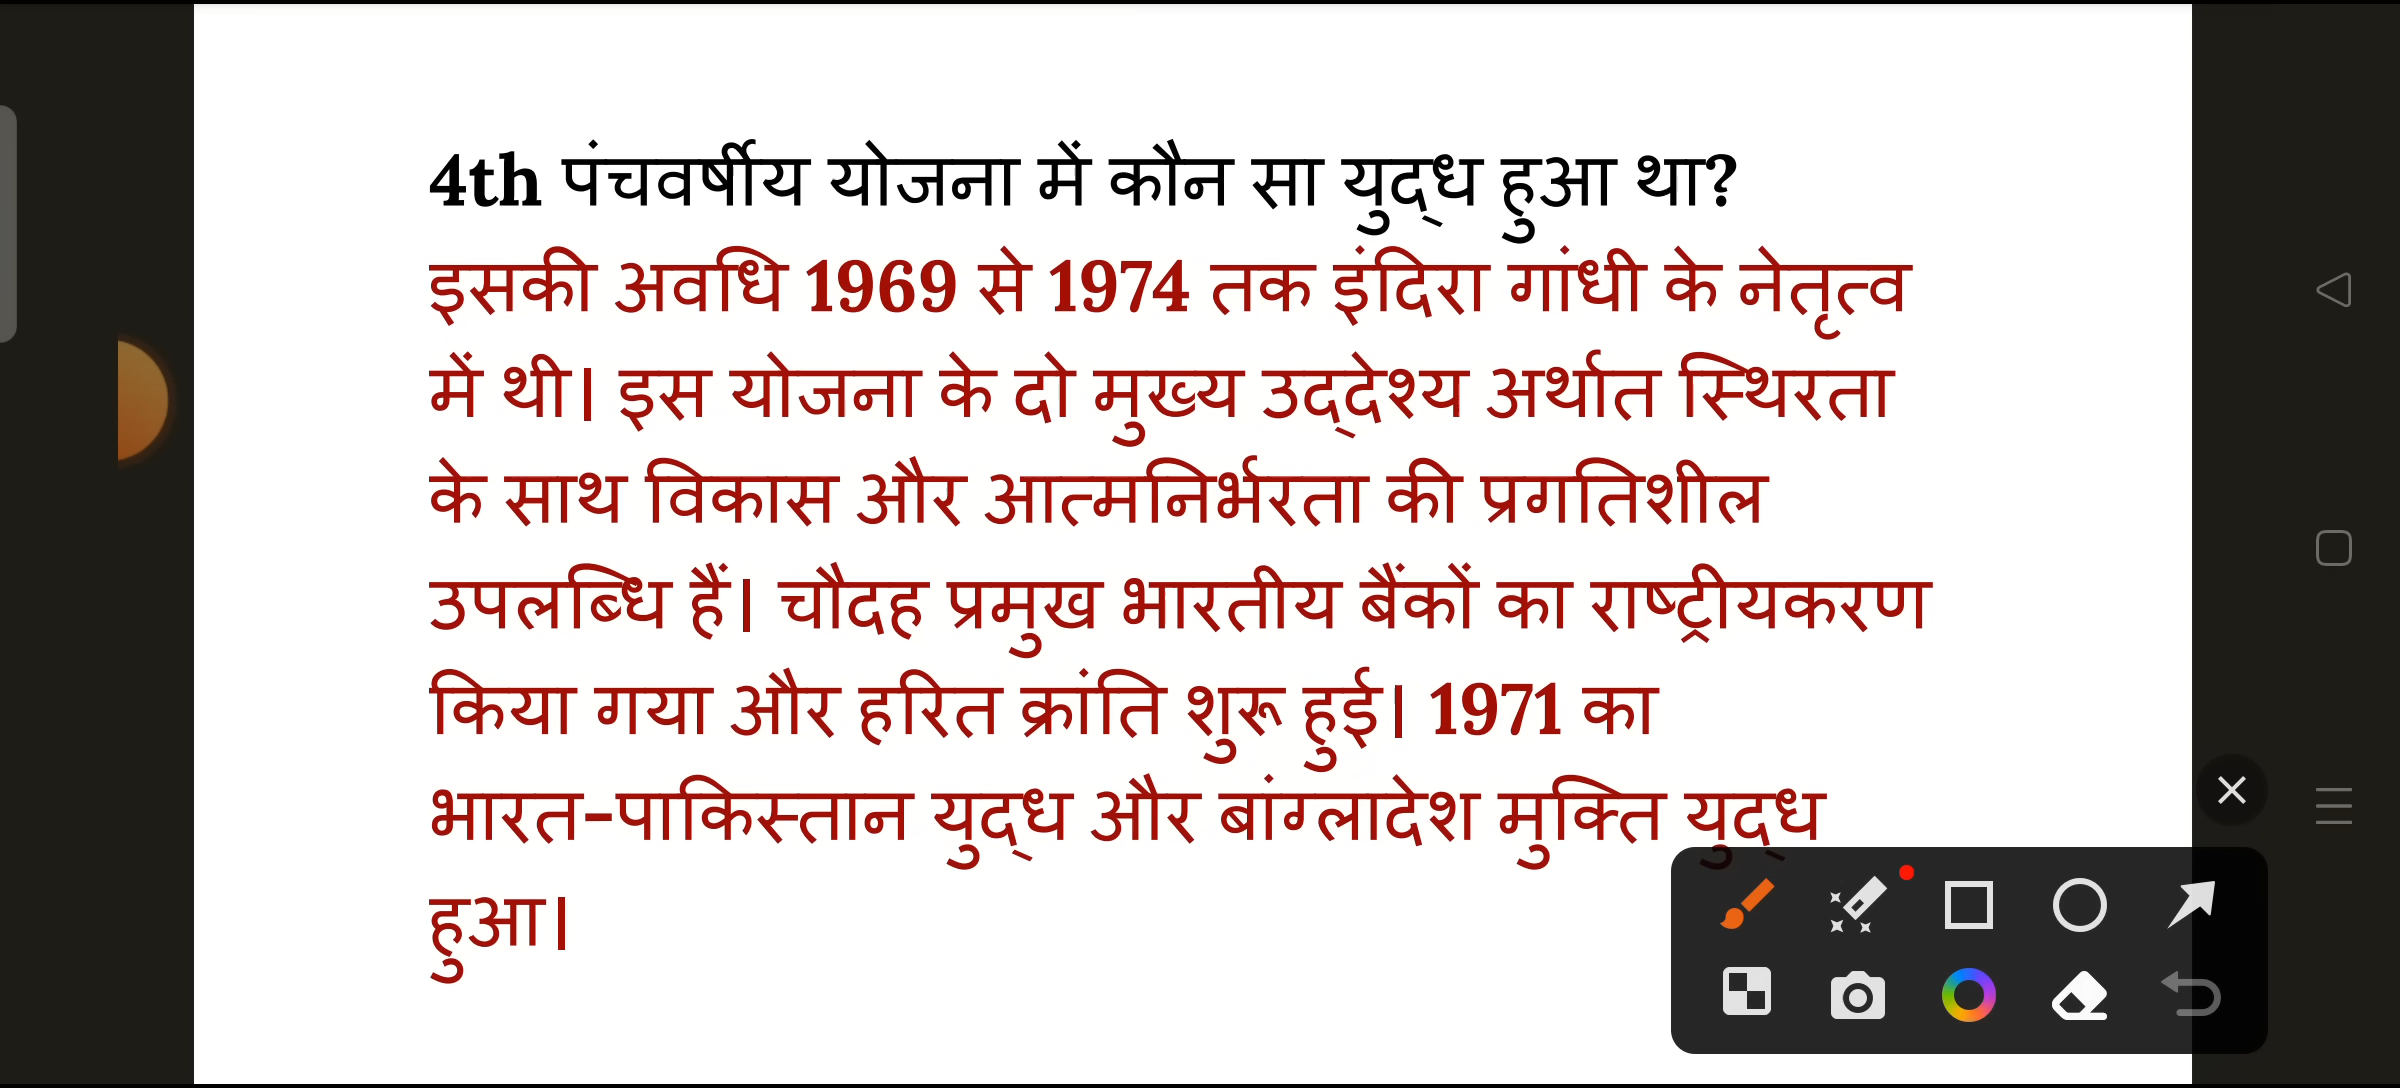 4th पंचवर्षीय योजना में कौन सा युद्ध हुआ था?
इसकी अवधि 1969 से 1974 तक इंदिरा गांधी के नेतृत्व
में थी। इस योजना के दो मुख्य उद्देश्य अर्थात स्थिरता
के साथ विकास और आत्मनिर्भरता की प्रगतिशील
उपलब्धि हैं। चौदह प्रमुख भारतीय बैंकों का राष्ट्रीयकरण
किया गया और हरित क्रांति शुरू हुई। 1971 का
भारत-पाकिस्तान युद्ध और बांग्लादेश मुक्ति युद्ध
हुआ।